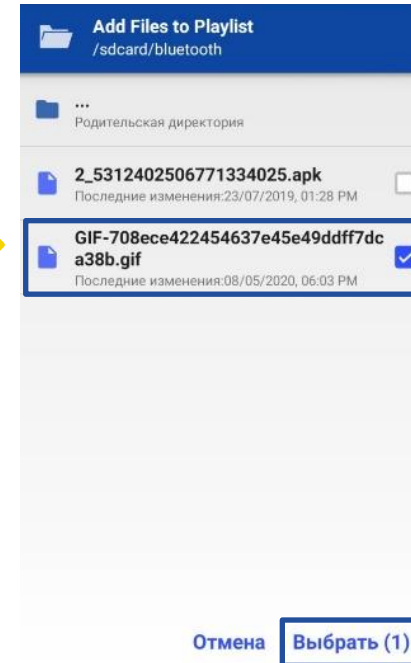 Add Files to Playlist
/sdcard/bluetooth
...
Родительская директория
2_5312402506771334025.apk
Последние изменения:23/07/2019, 01:28 PM
GIF-708ece422454637e45e49ddff7dc
a38b.gif
Последние изменения:08/05/2020, 06:03 PM
Отмена Выбрать (1)